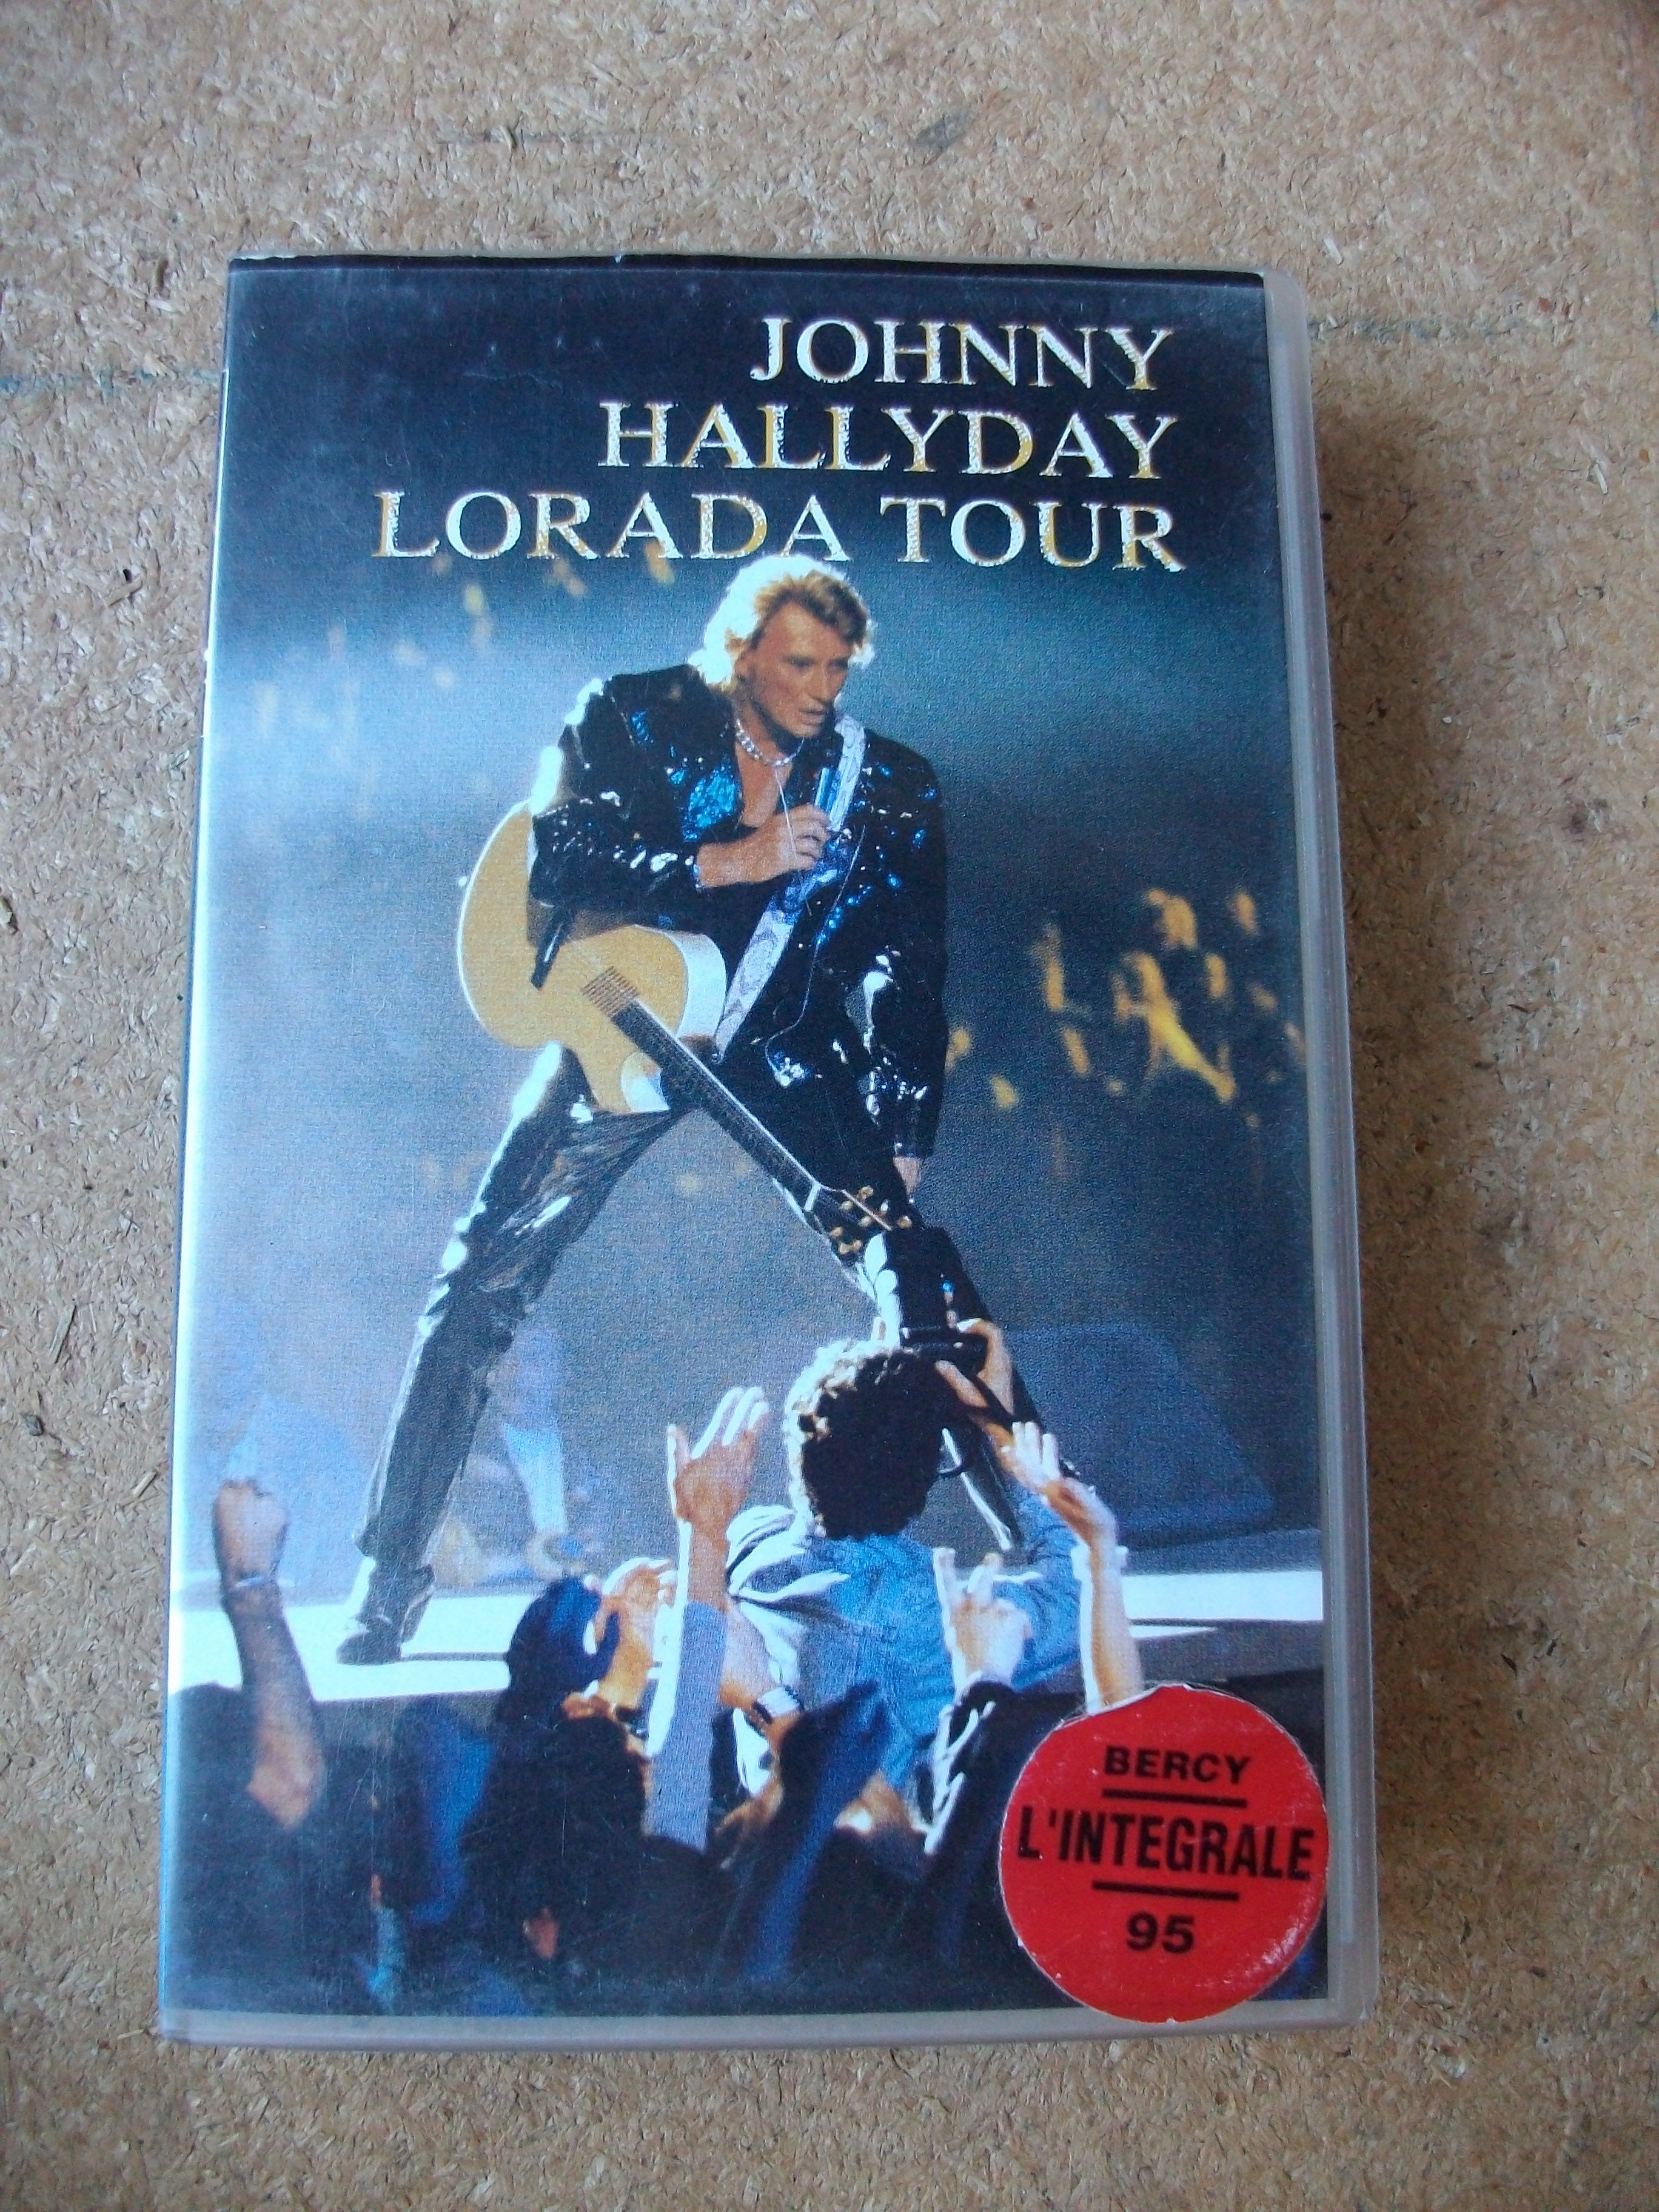 JOHNNY
HALLYDAY
LORADA TOUR
BERCY
L'INTEGRALE
95